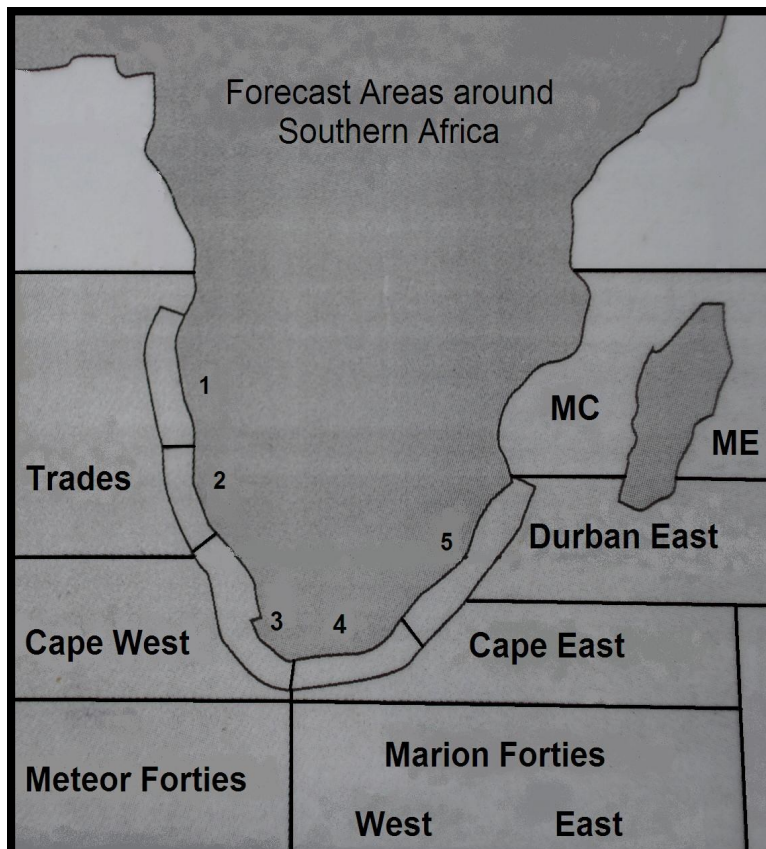 Forecast Areas around
Southern Africa
1
MC
ME
Trades
2
5
Durban East
3
4
Cape West
Cape East
Marion Forties
Meteor Forties
West East